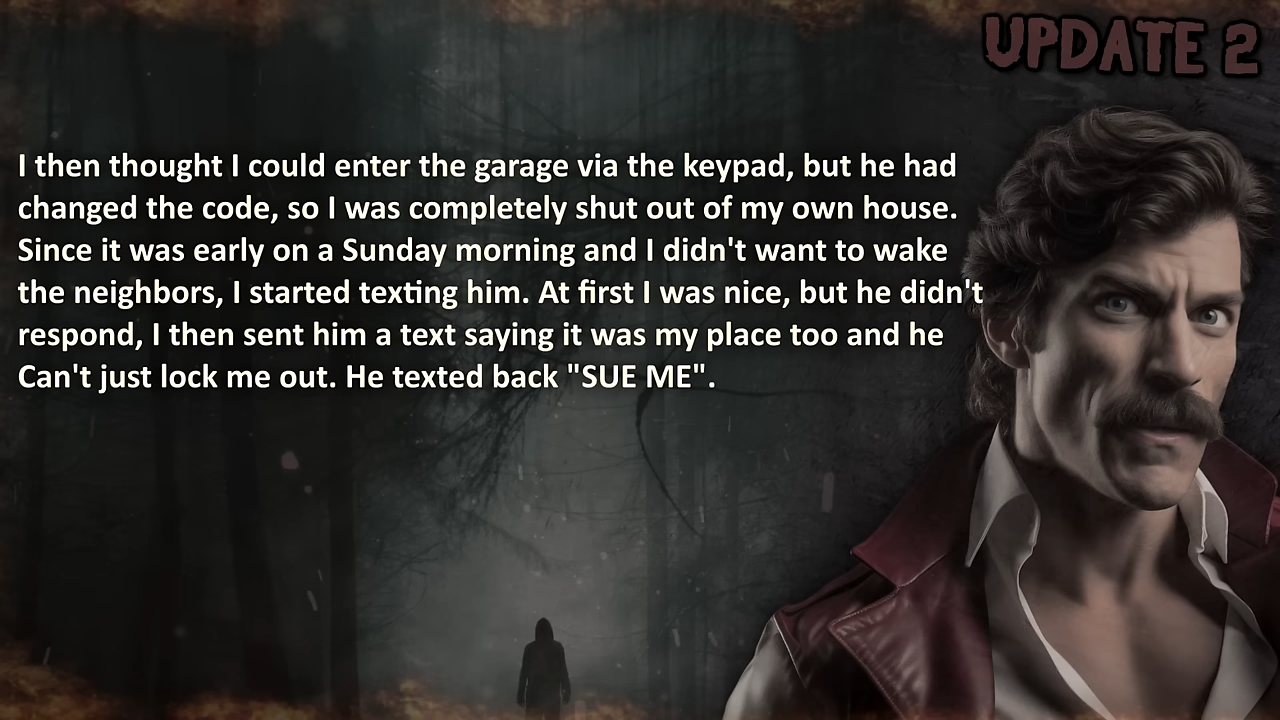 UPDATE 2
I then thought I could enter the garage via the keypad, but he had
changed the code, so I was completely shut out of my own house.
Since it was early on a Sunday morning and I didn't want to wake
the neighbors, I started texting him. At first I was nice, but he didn't
respond, I then sent him a text saying it was my place too and he
Can't just lock me out. He texted back "SUE ME".